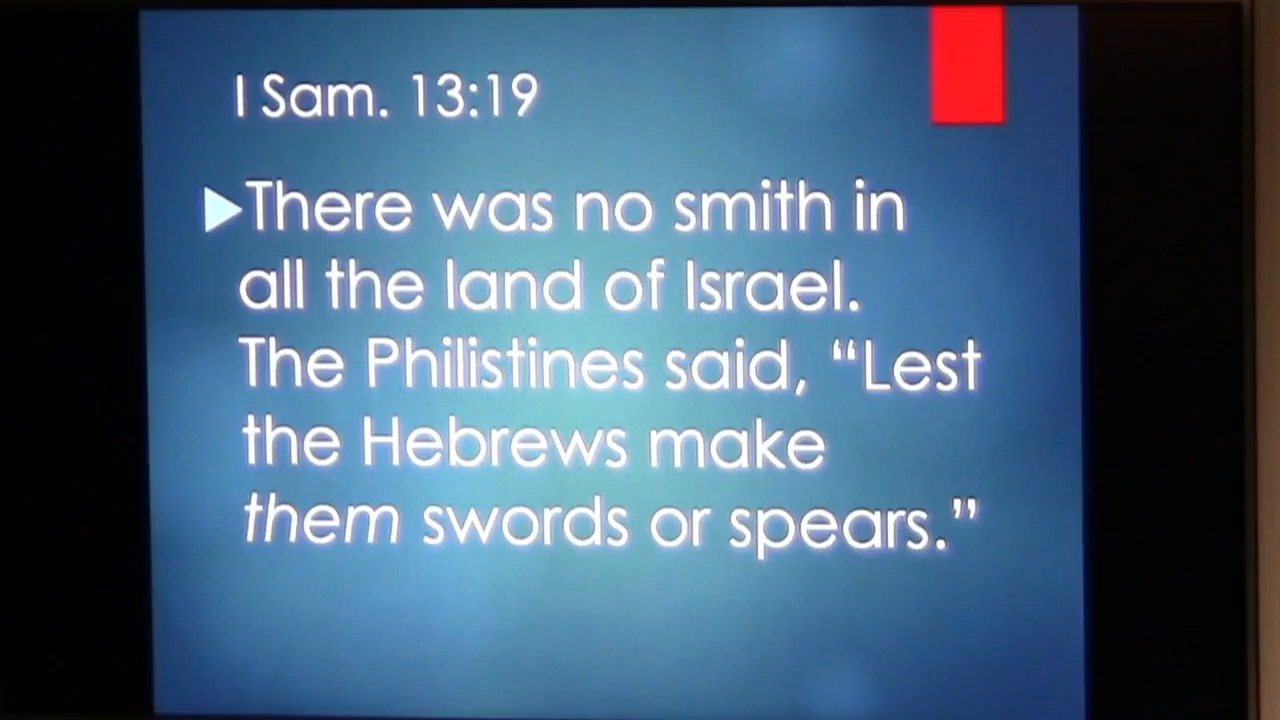 I Sam. 13:19
There was no smith in
all the land of Israel.
The Philistines said, “Lest
the Hebrews make
them swords or spears.”